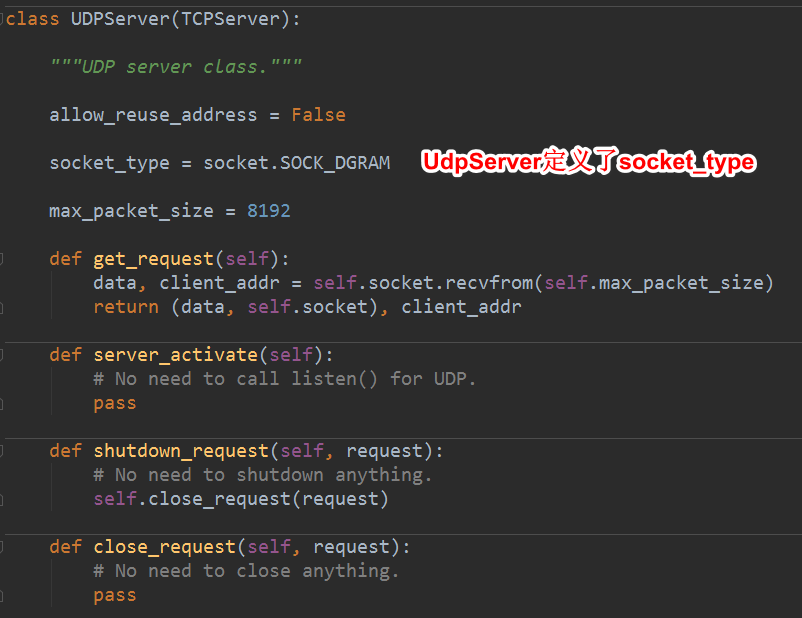 class UDPServer(TCPServer):
"""UDP server class."""
allow_reuse_address = False
socket_type = socket.SOCK_DGRAM UdpServer定义了socket_type
max_packet_size = 8192
def get_request(self):
data, client_addr = self.socket.recvfrom(self.max_packet_size)
return (data, self.socket), client_addr
def server_activate(self):
# No need to call listen() for UDP.
pass
def shutdown_request(self, request):
# No need to shutdown anything.
self.close_request(request)
def close_request(self, request):
# No need to close anything.
pass